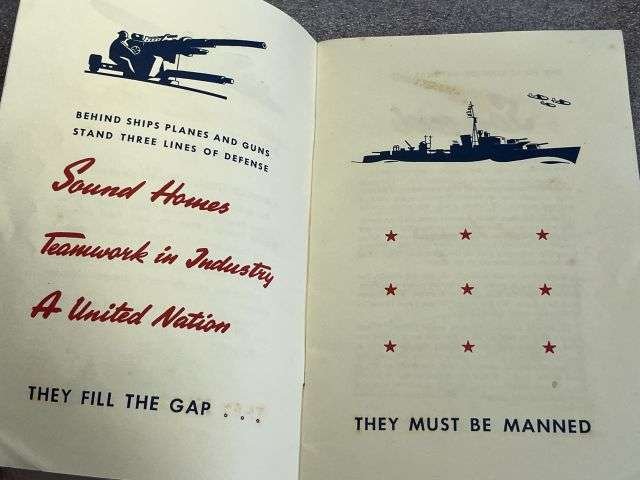 BEHIND SHIPS PLANES AND GUNS
STAND THREE LINES OF DEFENSE
Sound Homes
Teamwork in Industry
A United Nation
THEY FILL THE GAP . . .
THEY MUST BE MANNED